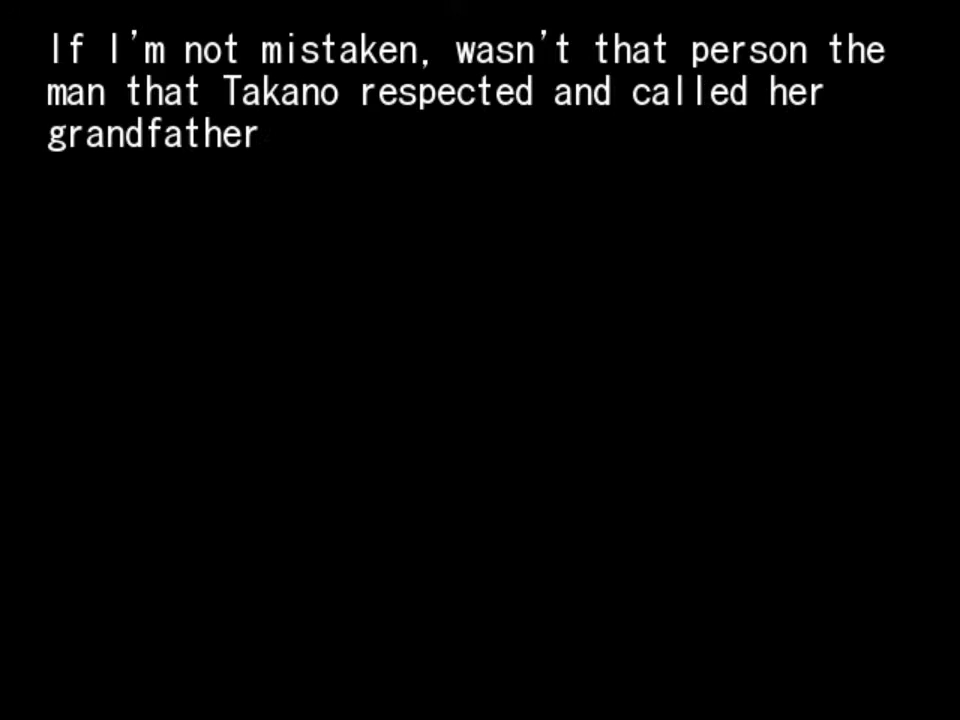 If I'm not mistaken, wasn't that person the
man that Takano respected and called her
grandfather